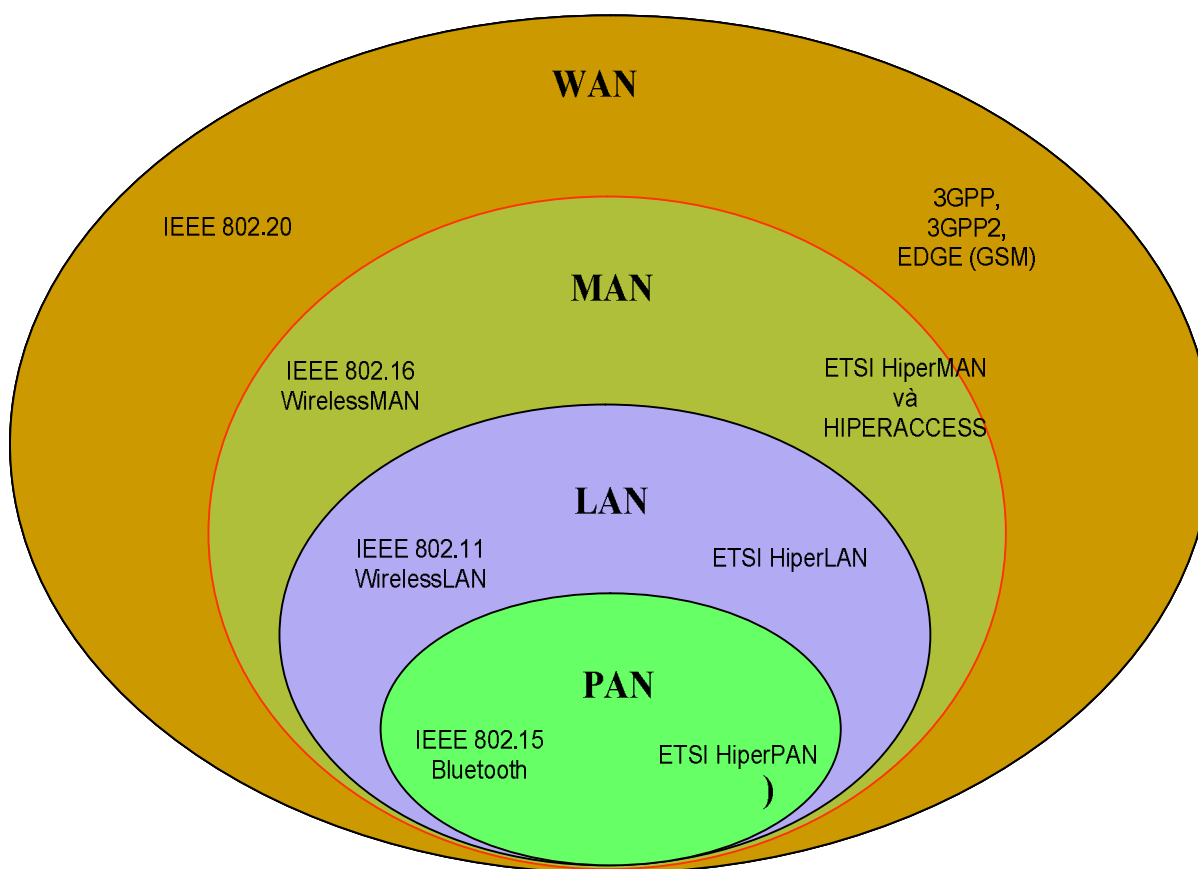 WAN
IEEE 802.20
3GPP,
3GPP2,
EDGE (GSM)
MAN
IEEE 802.16
WirelessMAN
ETSI HiperMAN
và
HIPERACCESS
LAN
IEEE 802.11
WirelessLAN
ETSI HiperLAN
PAN
IEEE 802.15
Bluetooth
ETSI HiperPAN
)